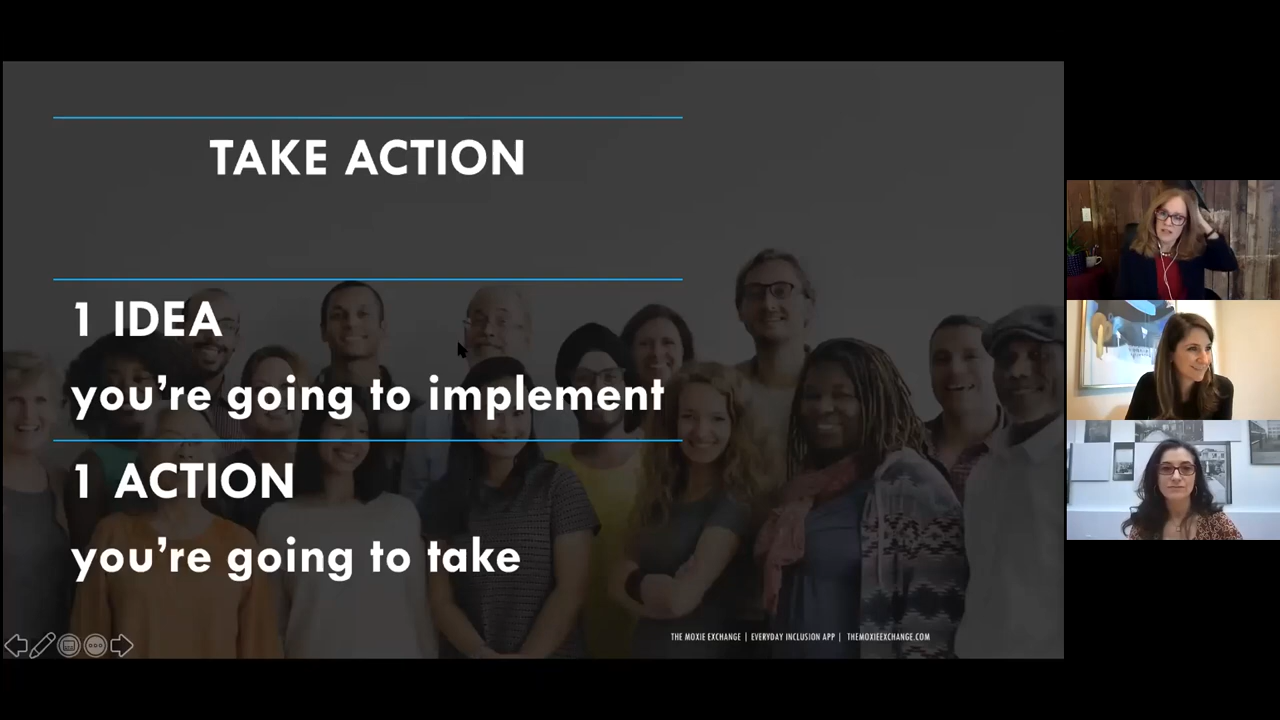 TAKE ACTION
1 IDEA
you're going to implement
1 ACTION
you're going to take
THE MOXIE EXCHANGE | EVERYDAY INCLUSION APP | THEMOXIEEXCHANGE.COM